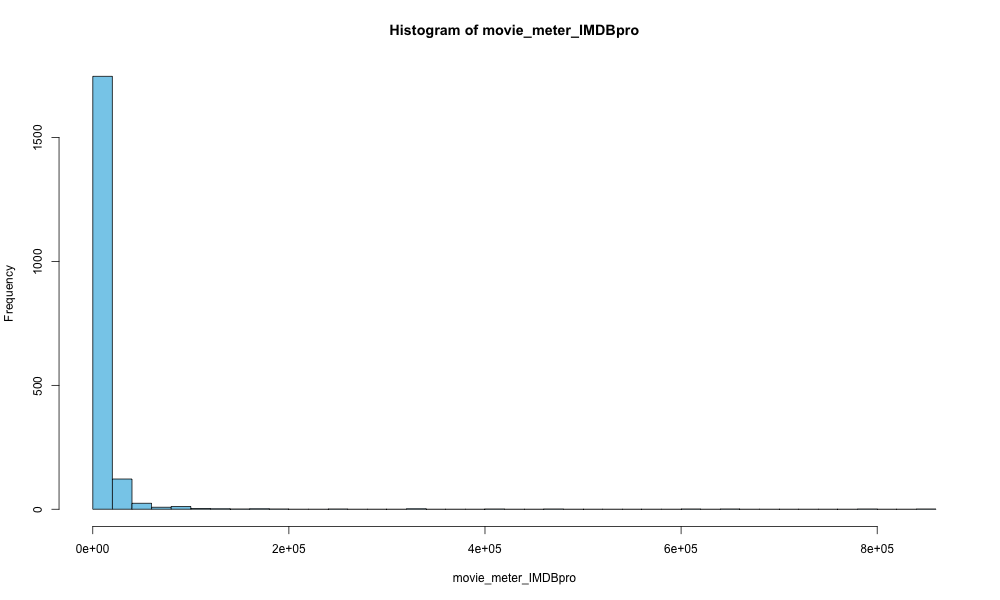 Histogram of movie_meter_IMDBpro
Frequency
1500
1000
500
0
0e+00 2e+05 4e+05 6e+05 8e+05
movie_meter_IMDBpro